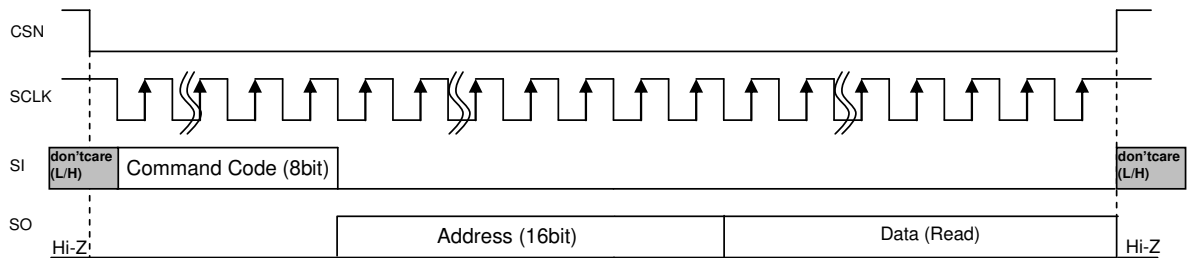 CSN
SCLK
SI
don'tcare
(L/H)
Command Code (8bit)
don'tcare
(L/H)
SO
Hi-Z
Address (16bit)
Data (Read)
Hi-Z